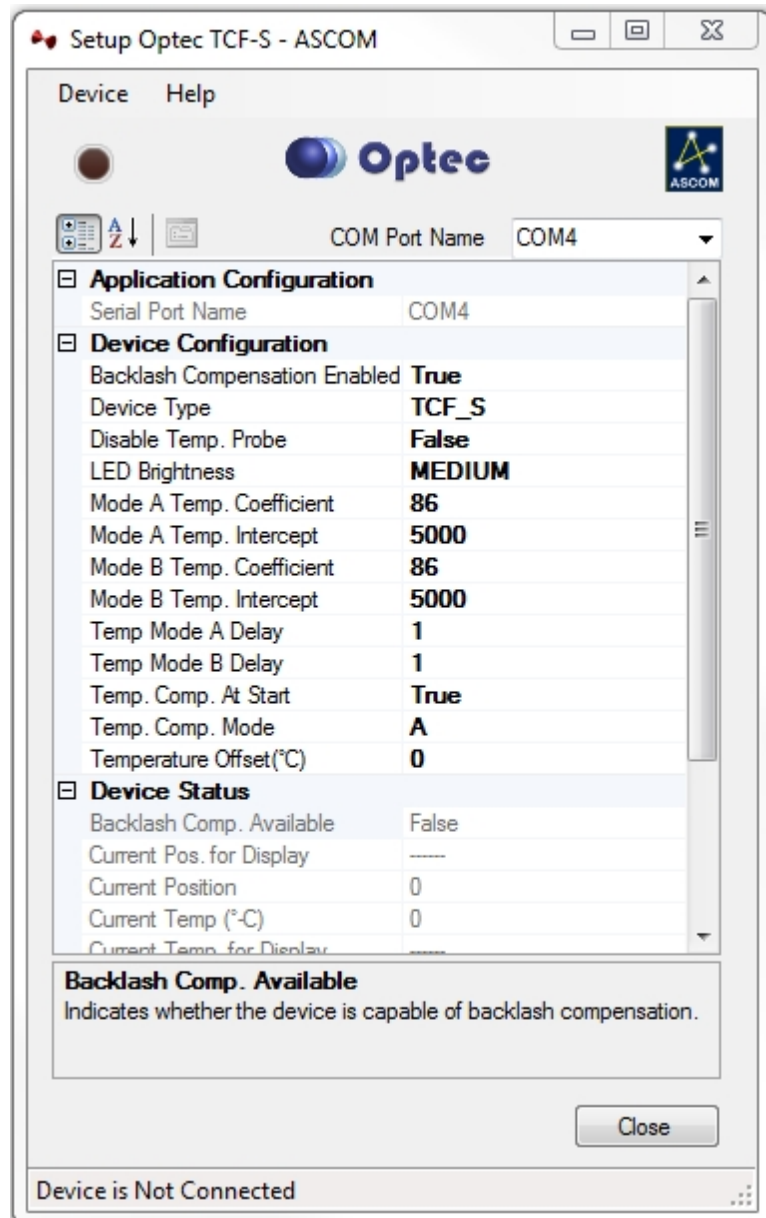 Setup Optec TCF-S - ASCOM
Device Help
Optec
ASCOM
A Z COM Port Name COM4
Application Configuration
Serial Port Name COM4
Device Configuration
Backlash Compensation Enabled True
Device Type TCF_S
Disable Temp. Probe False
LED Brightness MEDIUM
Mode A Temp. Coefficient 86
Mode A Temp. Intercept 5000
Mode B Temp. Coefficient 86
Mode B Temp. Intercept 5000
Temp Mode A Delay 1
Temp Mode B Delay 1
Temp. Comp. At Start True
Temp. Comp. Mode A
Temperature Offset(°C) 0
Device Status
Backlash Comp. Available False
Current Pos. for Display ------
Current Position 0
Current Temp (°-C) 0
Current Temp. for Display ------
Backlash Comp. Available
Indicates whether the device is capable of backlash compensation.
Close
Device is Not Connected